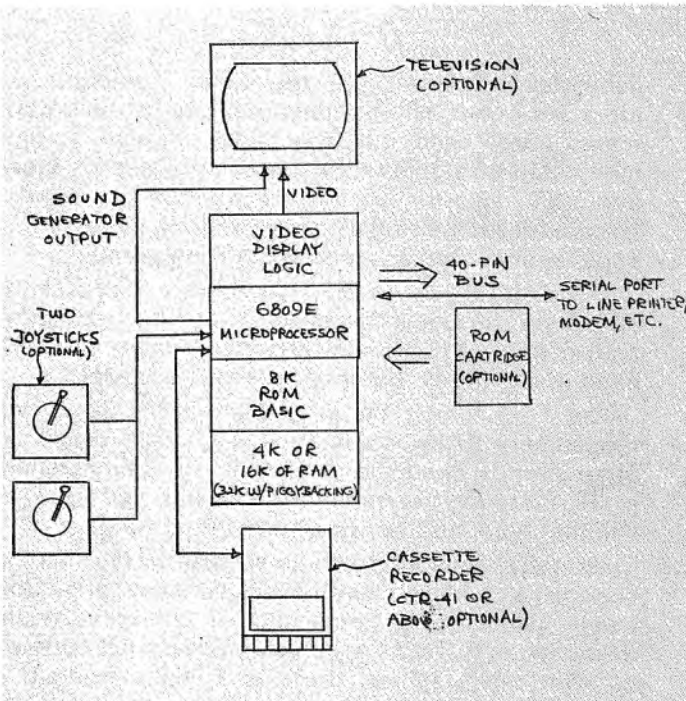 TELEVISION
(OPTIONAL)
SOUND
GENERATOR
OUTPUT
VIDEO
VIDEO
DISPLAY
LOGIC
40-PIN
BUS
6809E
MICROPROCESSOR
SERIAL PORT
TO LINE PRINTER,
MODEM, ETC.
TWO
JOYSTICKS
(OPTIONAL)
ROM
CARTRIDGE
(OPTIONAL)
8K
ROM
BASIC
4K OR
16K OF RAM
(32K W/PIGGYBACKING)
CASSETTE
RECORDER
(CTR-41 OR
OPTIONAL)